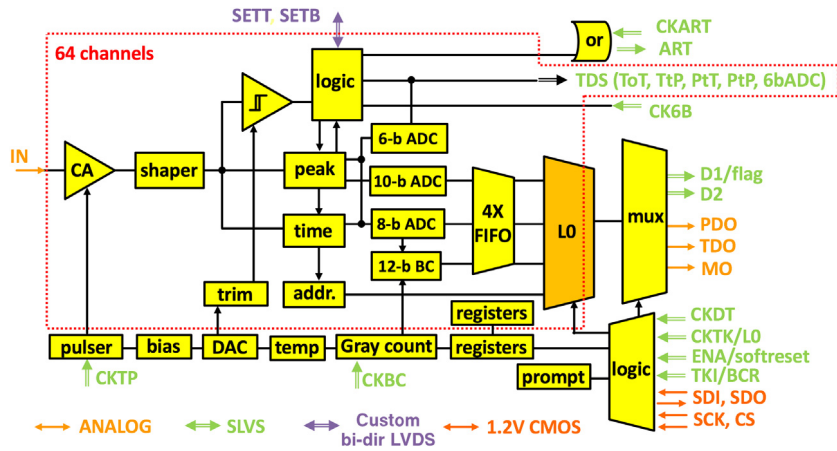 SETT, SETB
64 channels
or
CKART
ART
logic
TDS (ToT, TtP, PtT, PtP, 6bADC)
CK6B
6-b ADC
IN
CA
shaper
peak
10-b ADC
4X
FIFO
L0
mux
D1/flag
D2
PDO
TDO
MO
time
8-b ADC
12-b BC
trim
addr.
registers
CKDT
pulser
bias
DAC
temp
Gray count
registers
logic
CKTK/L0
ENA/softreset
TKI/BCR
CKTP
CKBC
prompt
SDI, SDO
SCK, CS
ANALOG
SLVS
Custom
bi-dir LVDS
1.2V CMOS